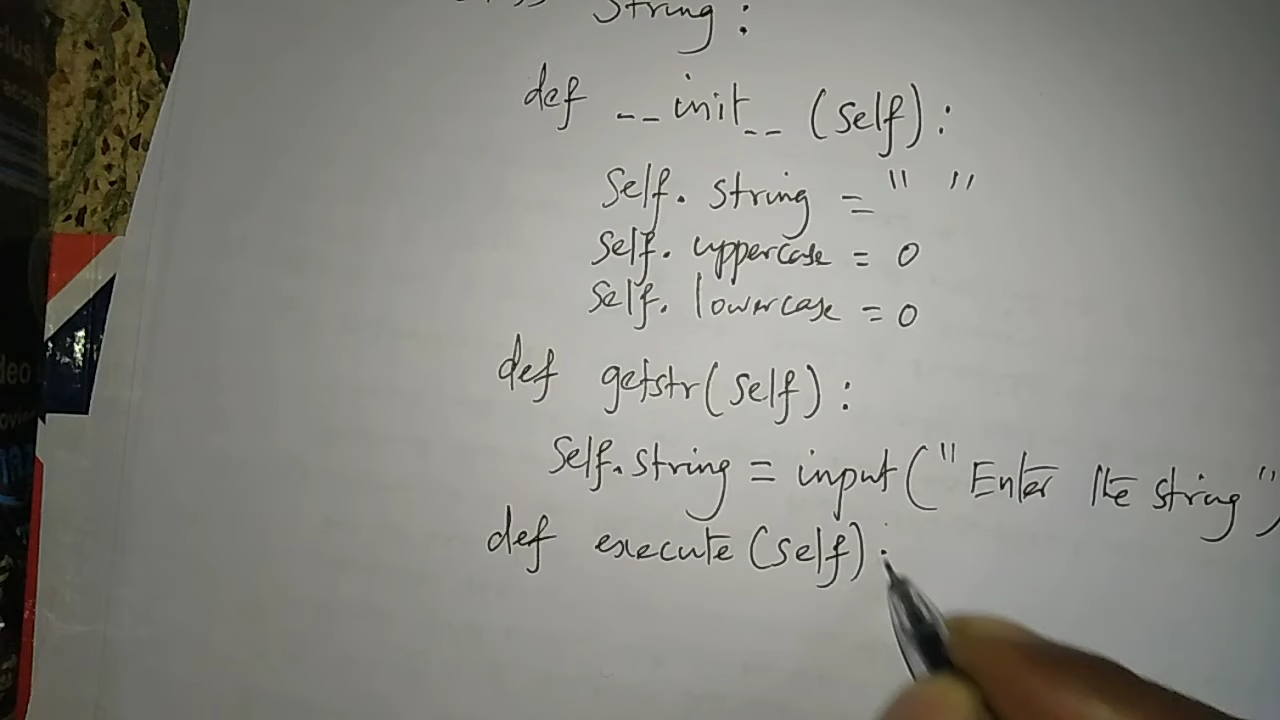 String:
def __init__ (self):
self. string = " "
self. uppercase = 0
self. lowercase = 0
def getstr(self):
self. string = input ("Enter the string")
def execute (self):